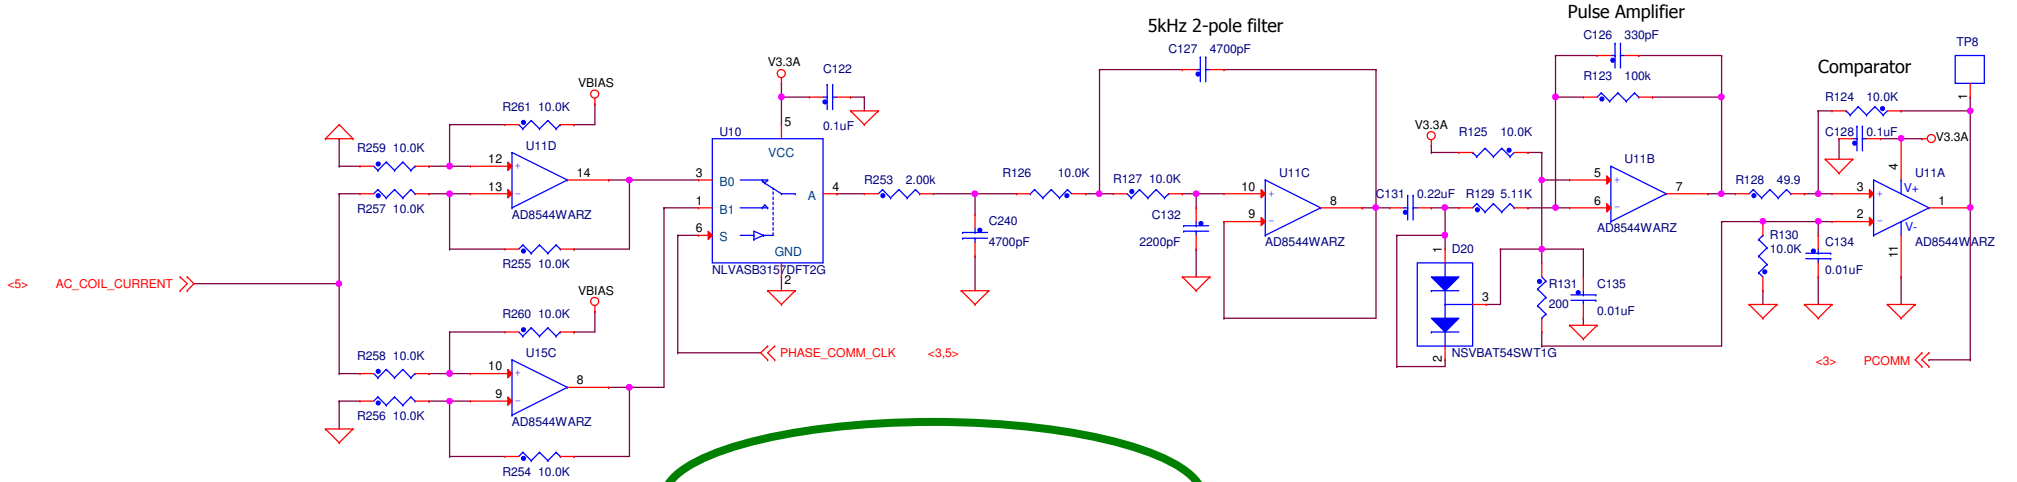 5kHz 2-pole filter
C127 4700pF
Pulse Amplifier
C126 330pF
R123 100k
TP8
1
Comparator
R124 10.0K
C128 0.1uF
V3.3A
V3.3A
C122
0.1uF
5
VBIAS
R261 10.0K
R259 10.0K
U11D
12
13
14
+
−
R257 10.0K
AD8544WARZ
R255 10.0K
U10
VCC
3
B0
1
B1
6
S
A
4
GND
2
NLVASB3157DFT2G
R253 2.00k
C240
4700pF
R126 10.0K
R127 10.0K
C132
2200pF
U11C
10
9
8
+
−
AD8544WARZ
C131 0.22uF
V3.3A
R125 10.0K
R129 5.11K
U11B
5
6
7
+
−
AD8544WARZ
R128 49.9
U11A
3
2
1
4
11
+
−
V+
V-
AD8544WARZ
R130
10.0K
C134
0.01uF
D20
1
3
2
NSVBAT54SWT1G
R131
200
C135
0.01uF
<5> AC_COIL_CURRENT
VBIAS
R260 10.0K
R258 10.0K
U15C
10
9
8
+
−
R256 10.0K
AD8544WARZ
R254 10.0K
PHASE_COMM_CLK <3,5>
<3> PCOMM